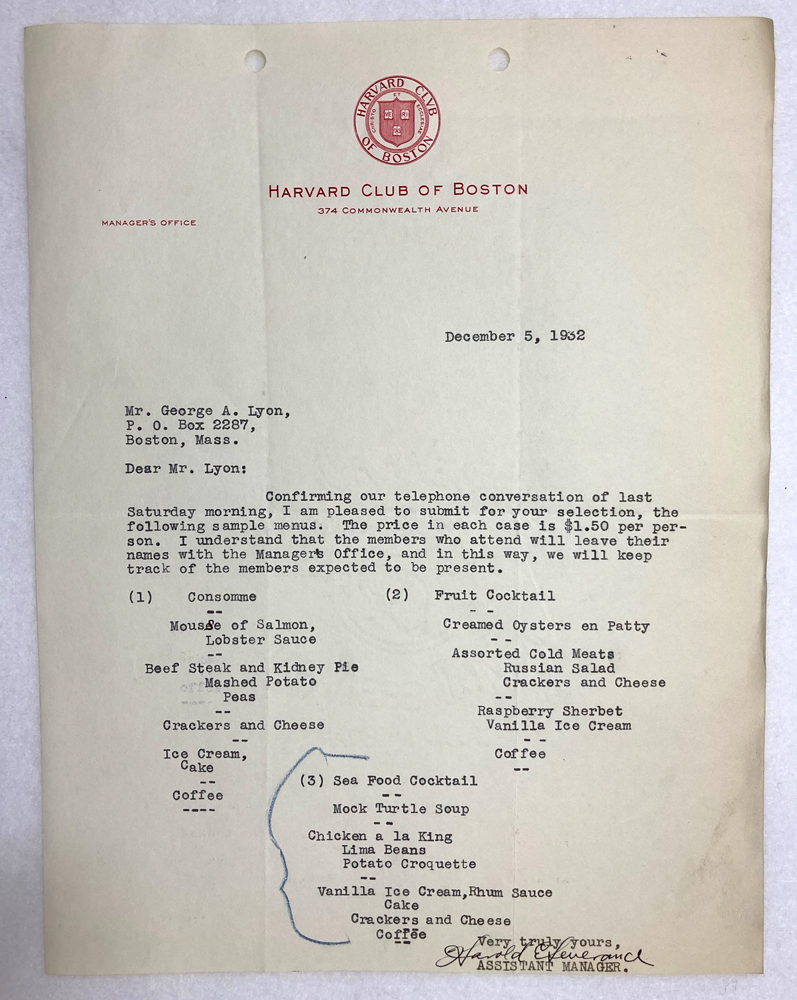 HARVARD CLVB
OF BOSTON
ET
CHRISTO
ECCLESIAE
VE RI
TAS
HARVARD CLUB OF BOSTON
374 COMMONWEALTH AVENUE
MANAGER'S OFFICE
December 5, 1932
Mr. George A. Lyon,
P. O. Box 2287,
Boston, Mass.
Dear Mr. Lyon:
Confirming our telephone conversation of last
Saturday morning, I am pleased to submit for your selection, the
following sample menus. The price in each case is $1.50 per per-
son. I understand that the members who attend will leave their
names with the Manager's Office, and in this way, we will keep
track of the members expected to be present.
(1) Consomme
--
Mousse of Salmon,
Lobster Sauce
--
Beef Steak and Kidney Pie
Mashed Potato
Peas
--
Crackers and Cheese
--
Ice Cream,
Cake
--
Coffee
----
(2) Fruit Cocktail
- -
Creamed Oysters en Patty
- -
Assorted Cold Meats
Russian Salad
Crackers and Cheese
--
Raspberry Sherbet
Vanilla Ice Cream
- -
Coffee
--
(3) Sea Food Cocktail
--
Mock Turtle Soup
--
Chicken a la King
Lima Beans
Potato Croquette
--
Vanilla Ice Cream,Rhum Sauce
Cake
Crackers and Cheese
Coffee
--
Very truly yours,
Harold
ASSISTANT MANAGER.